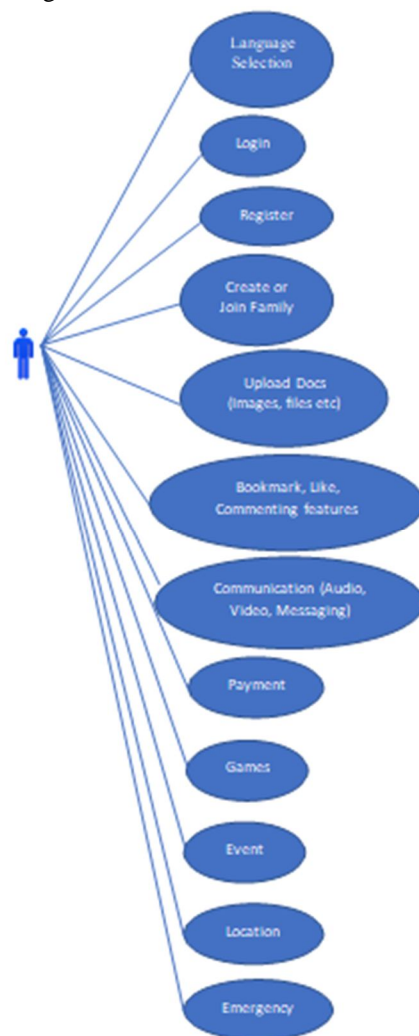 Language
Selection
Login
Register
Create or
Join Family
Upload Docs
(Images, files etc)
Bookmark, Like,
Commenting features
Communication (Audio,
Video, Messaging)
Payment
Games
Event
Location
Emergency